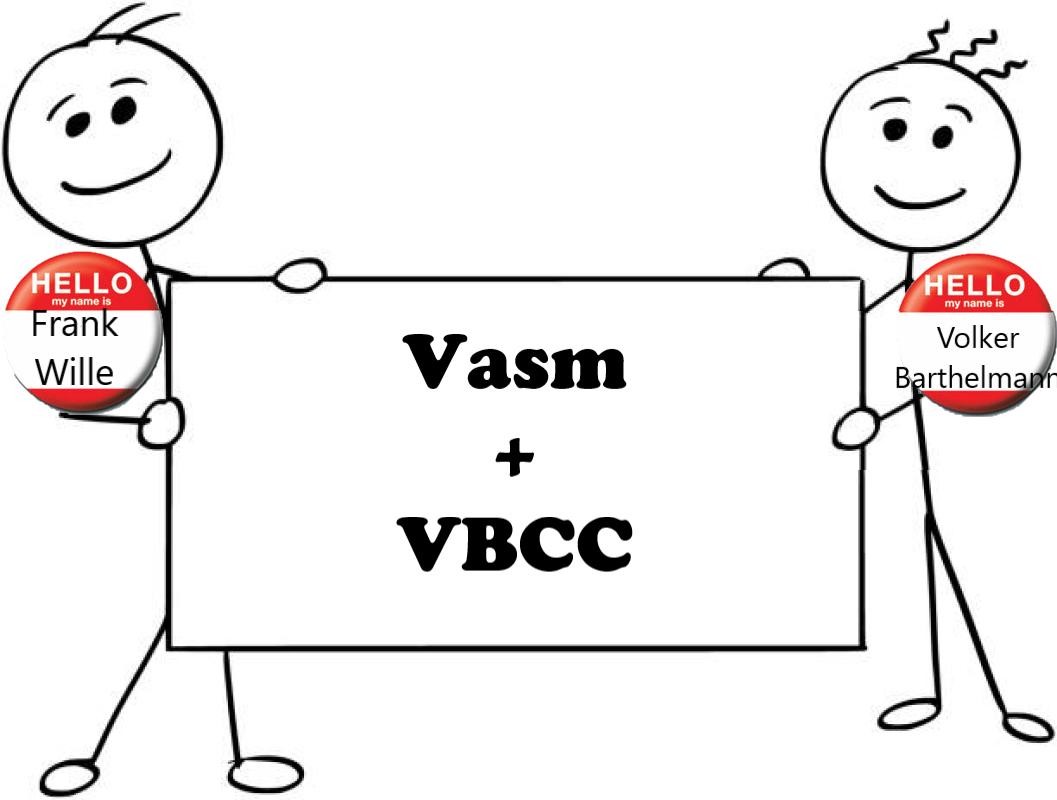 HELLO
my name is
Frank
Wille
HELLO
my name is
Volker
Barthelmann
Vasm
+
VBCC